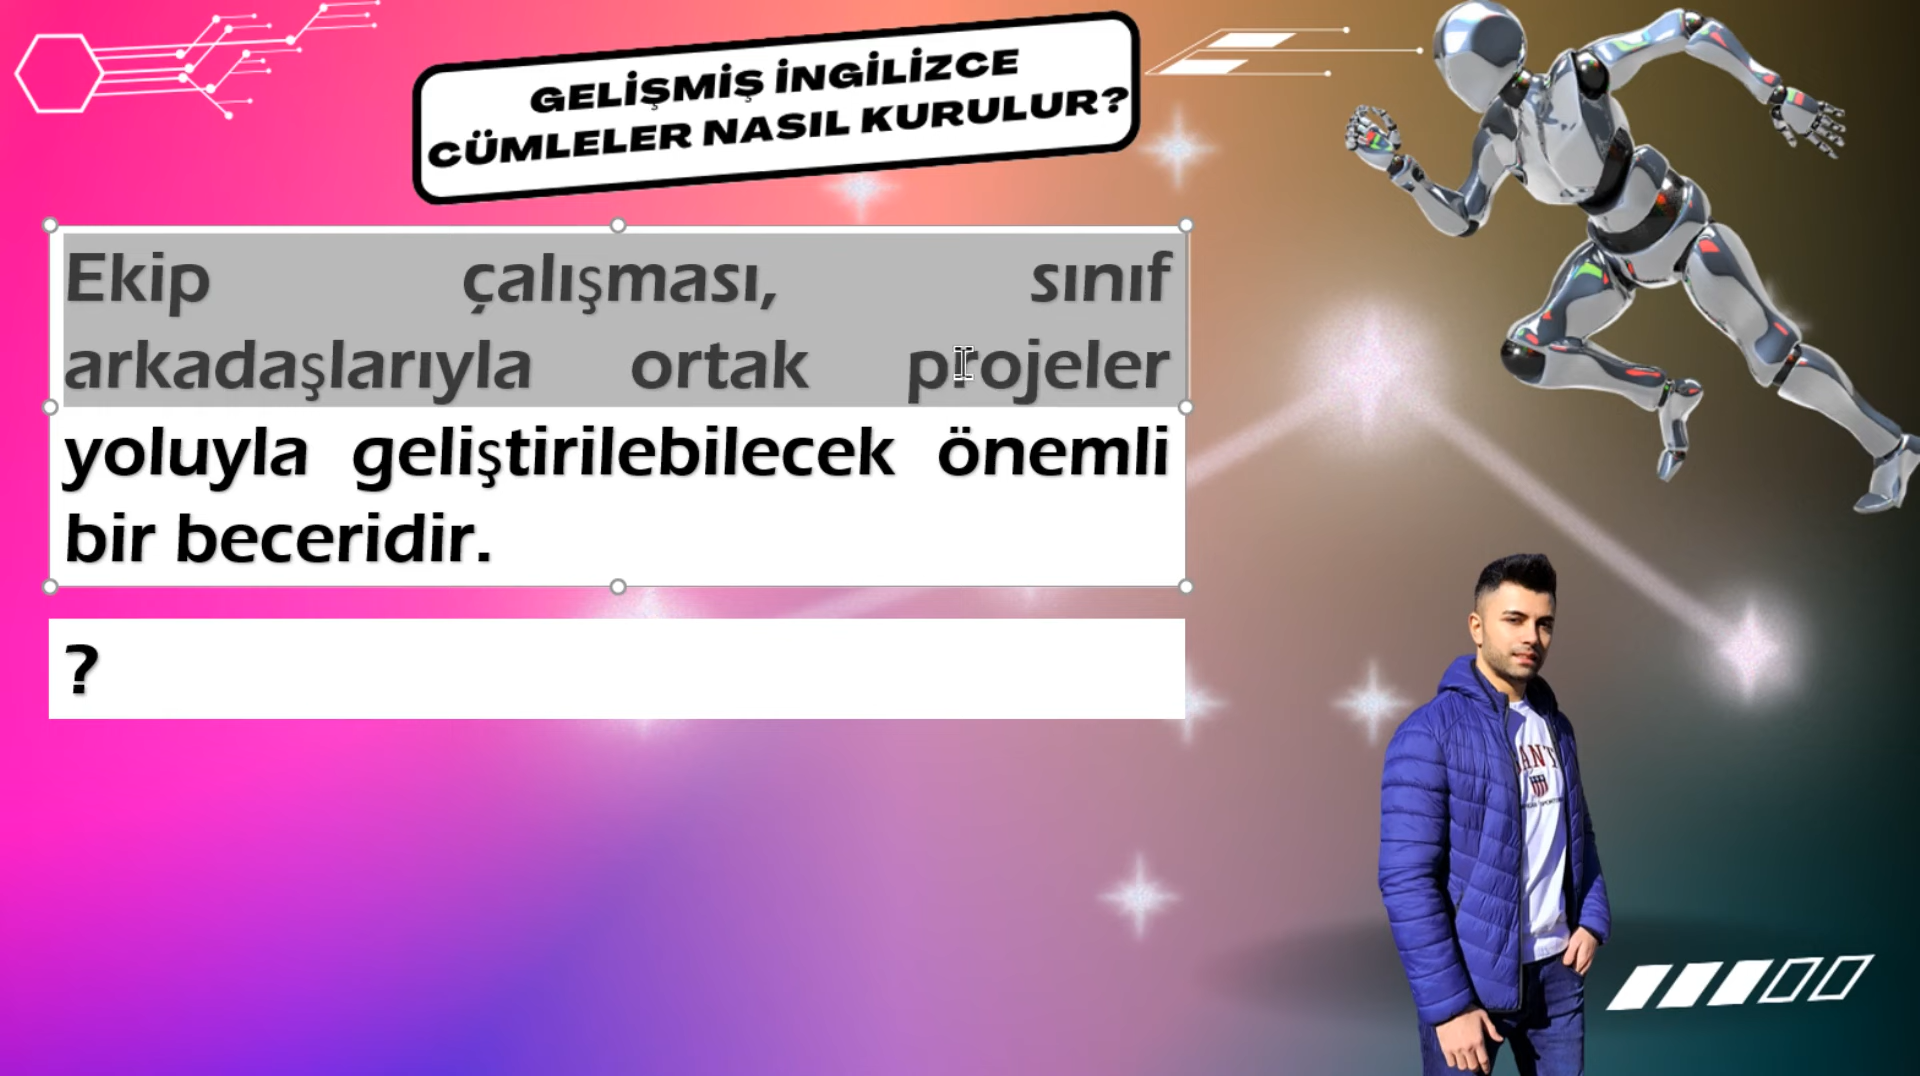 GELİŞMİŞ İNGİLİZCE
CÜMLELER NASIL KURULUR?
Ekip çalışması, sınıf
arkadaşlarıyla ortak projeler
yoluyla geliştirilebilecek önemli
bir beceridir.
?